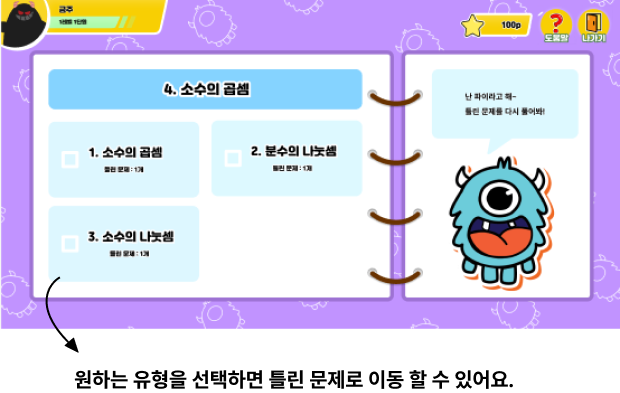 금주
100p
도움말
나가기
4. 소수의 곱셈
1. 소수의 곱셈
틀린 문제 : 1개
2. 분수의 나눗셈
틀린 문제 : 1개
3. 소수의 나눗셈
틀린 문제 : 1개
난 파이라고 해~
틀린 문제를 다시 풀어봐!
원하는 유형을 선택하면 틀린 문제로 이동 할 수 있어요.